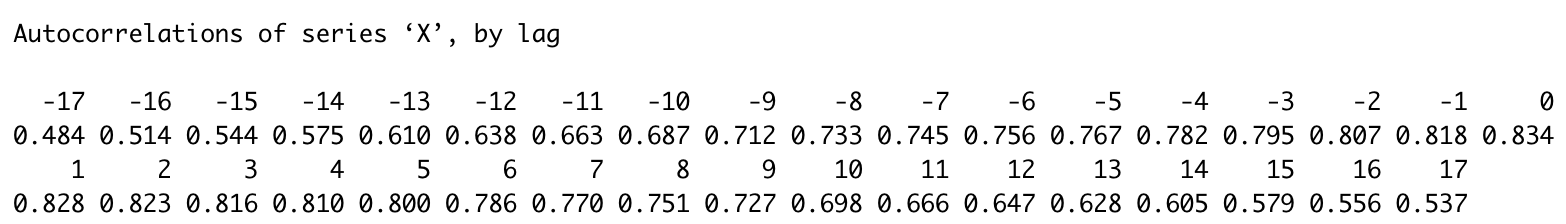 Autocorrelations of series ‘X’, by lag
-17 -16 -15 -14 -13 -12 -11 -10 -9 -8 -7 -6 -5 -4 -3 -2 -1 0
0.484 0.514 0.544 0.575 0.610 0.638 0.663 0.687 0.712 0.733 0.745 0.756 0.767 0.782 0.795 0.807 0.818 0.834
1 2 3 4 5 6 7 8 9 10 11 12 13 14 15 16 17
0.828 0.823 0.816 0.810 0.800 0.786 0.770 0.751 0.727 0.698 0.666 0.647 0.628 0.605 0.579 0.556 0.537